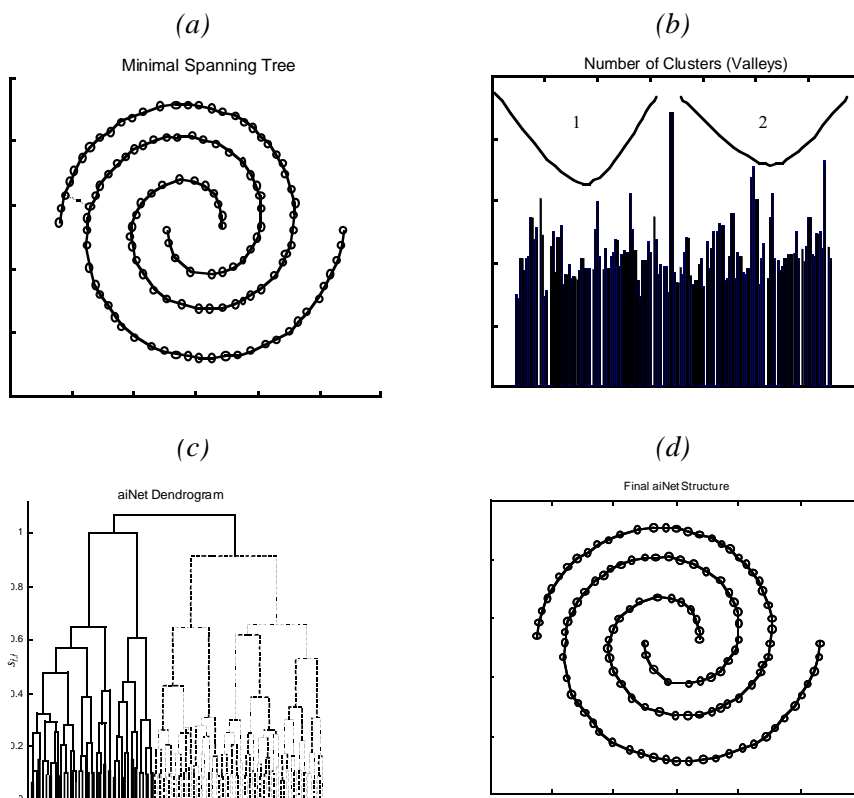 (a)
Minimal Spanning Tree
(b)
Number of Clusters (Valleys)
1
2
(c)
aiNet Dendrogram
1
0.8
0.6
0.4
0.2
(d)
Final aiNet Structure